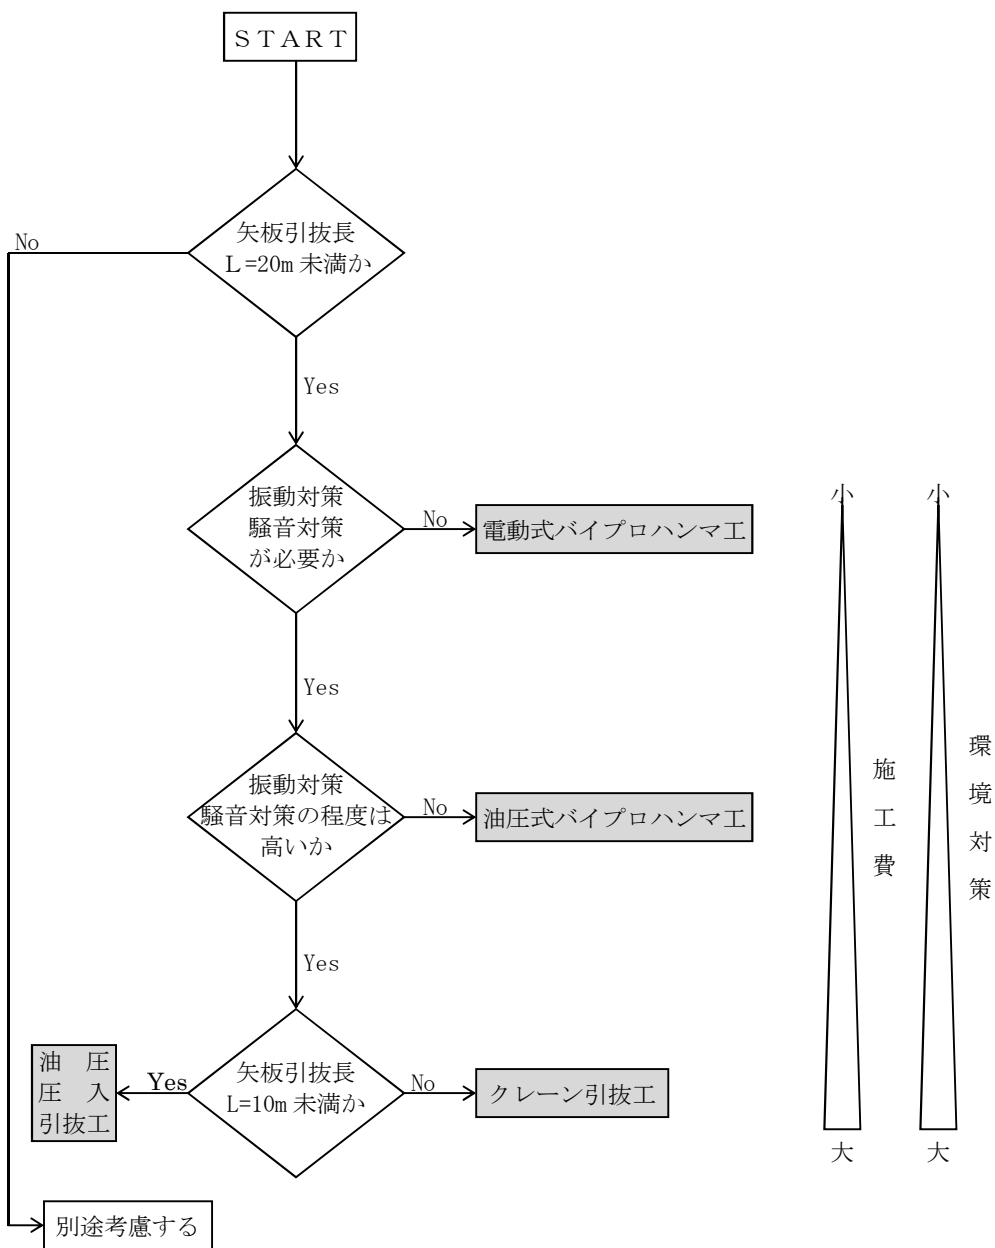 ＳＴＡＲＴ
矢板引抜長
Ｌ=20m 未満か
No
Yes
振動対策
騒音対策
が必要か
No
電動式バイプロハンマ工
Yes
振動対策
騒音対策の程度は
高いか
No
油圧式バイプロハンマ工
Yes
矢板引抜長
L=10m 未満か
Yes
油　圧
圧　入
引抜工
No
クレーン引抜工
別途考慮する
小
施工費
大
小
環境対策
大